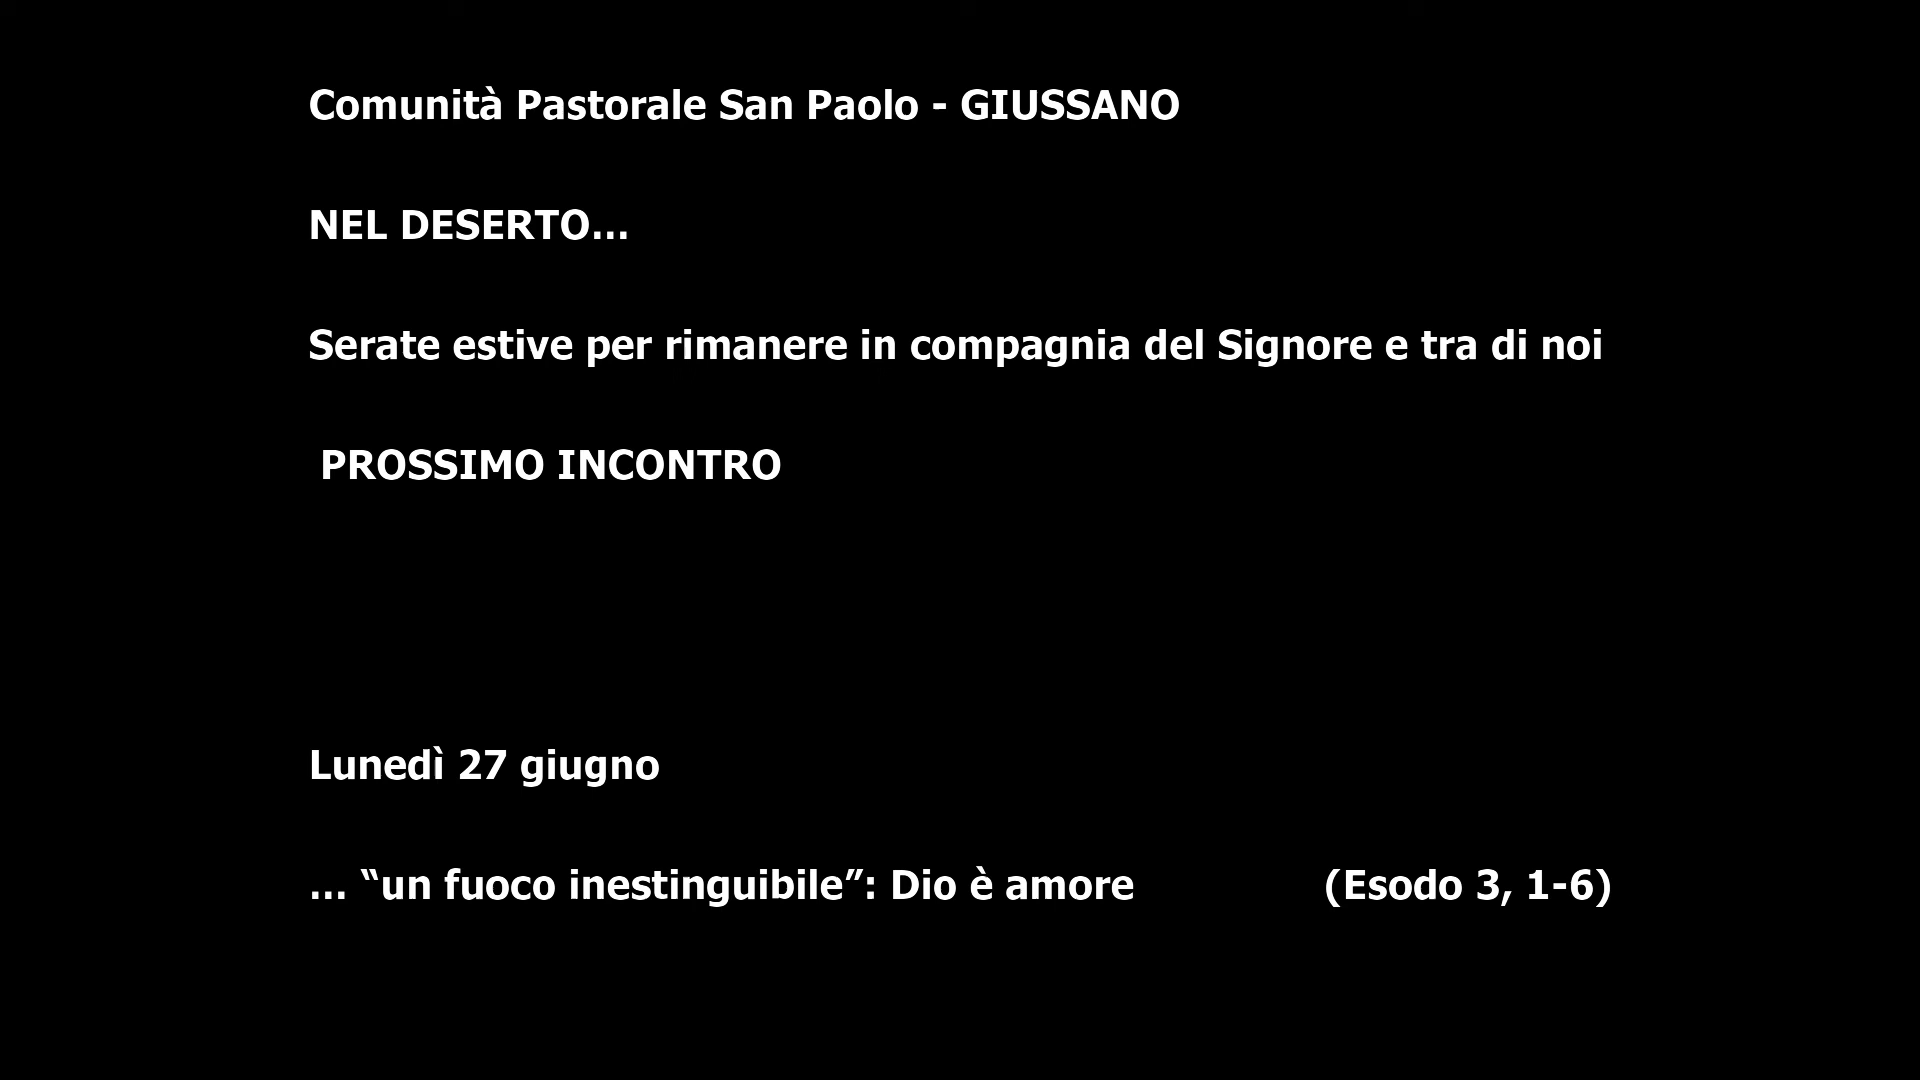 Comunità Pastorale San Paolo - GIUSSANO
NEL DESERTO…
Serate estive per rimanere in compagnia del Signore e tra di noi
PROSSIMO INCONTRO
Lunedì 27 giugno
… “un fuoco inestinguibile”: Dio è amore (Esodo 3, 1-6)